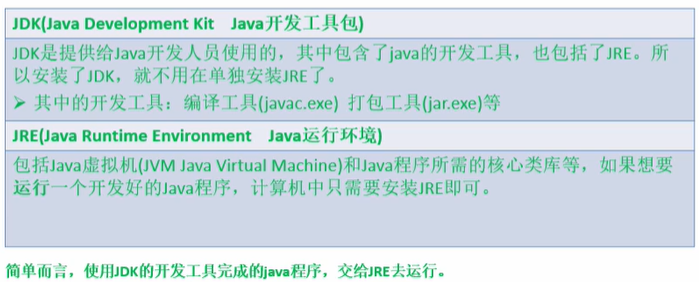 JDK(Java Development Kit Java开发工具包)
JDK是提供给Java开发人员使用的，其中包含了java的开发工具，也包括了JRE。所
以安装了JDK，就不用在单独安装JRE了。
➢ 其中的开发工具：编译工具(javac.exe) 打包工具(jar.exe)等
JRE(Java Runtime Environment Java运行环境)
包括Java虚拟机(JVM Java Virtual Machine)和Java程序所需的核心类库等，如果想要
运行一个开发好的Java程序，计算机中只需要安装JRE即可。
简单而言，使用JDK的开发工具完成的java程序，交给JRE去运行。